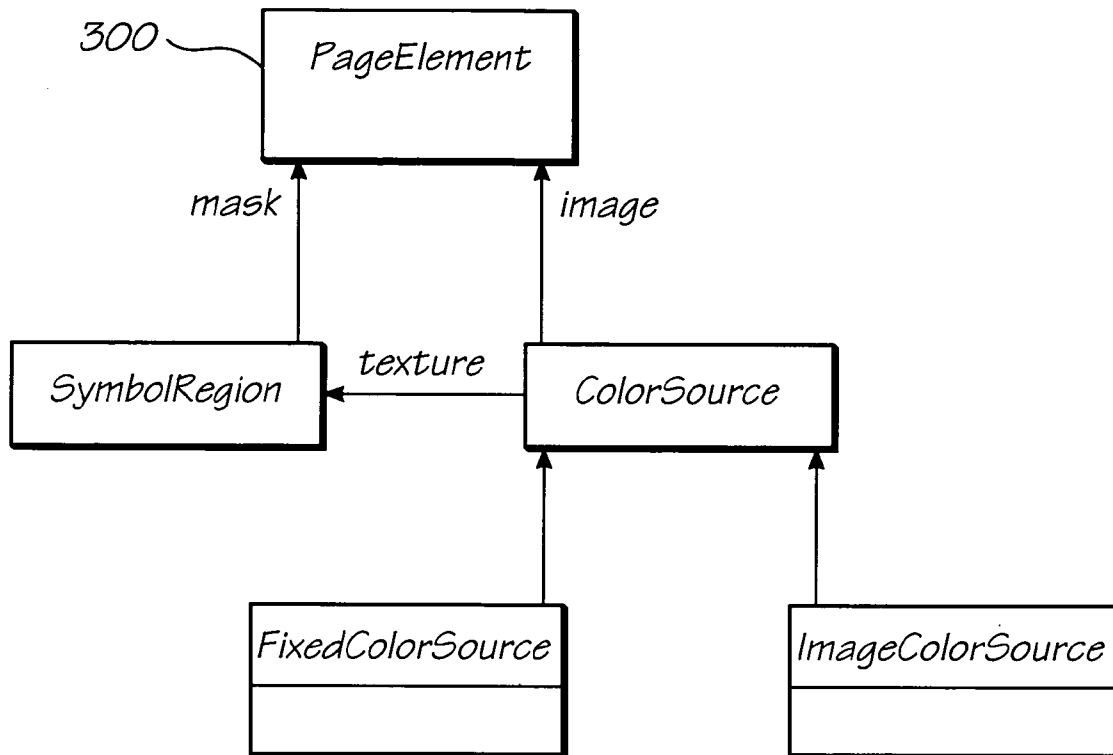 300
PageElement
mask
image
SymbolRegion
texture
ColorSource
FixedColorSource
ImageColorSource